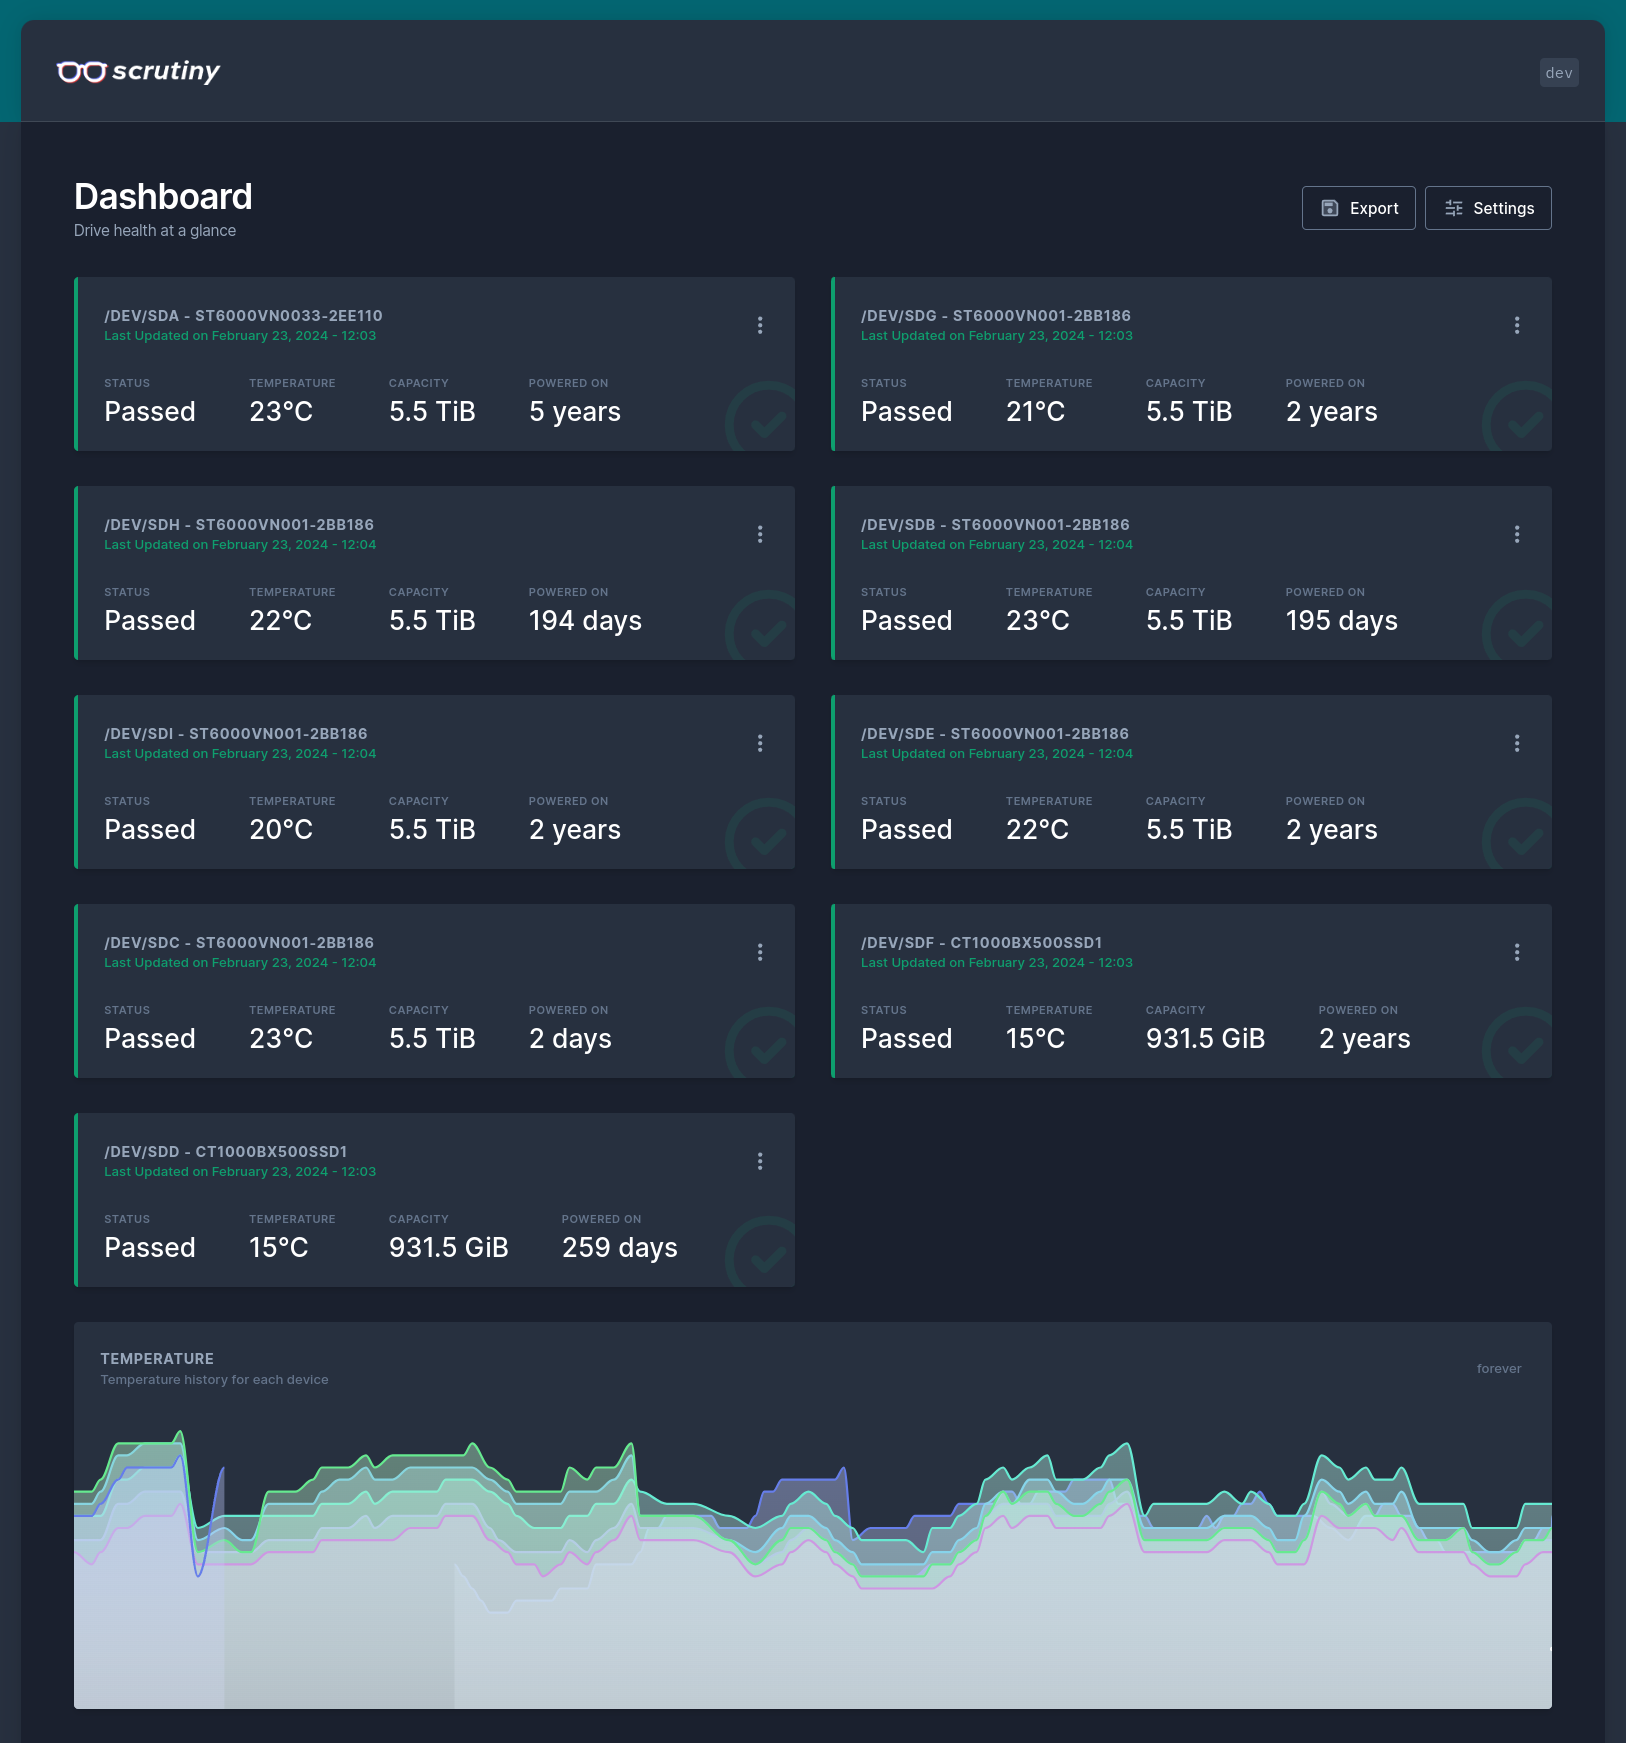 scrutiny
dev
Dashboard
Drive health at a glance
Export
Settings
/DEV/SDA - ST6000VN0033-2EE110
Last Updated on February 23, 2024 - 12:03
STATUS TEMPERATURE CAPACITY POWERED ON
Passed 23°C 5.5 TiB 5 years
/DEV/SDG - ST6000VN001-2BB186
Last Updated on February 23, 2024 - 12:03
STATUS TEMPERATURE CAPACITY POWERED ON
Passed 21°C 5.5 TiB 2 years
/DEV/SDH - ST6000VN001-2BB186
Last Updated on February 23, 2024 - 12:04
STATUS TEMPERATURE CAPACITY POWERED ON
Passed 22°C 5.5 TiB 194 days
/DEV/SDB - ST6000VN001-2BB186
Last Updated on February 23, 2024 - 12:04
STATUS TEMPERATURE CAPACITY POWERED ON
Passed 23°C 5.5 TiB 195 days
/DEV/SDI - ST6000VN001-2BB186
Last Updated on February 23, 2024 - 12:04
STATUS TEMPERATURE CAPACITY POWERED ON
Passed 20°C 5.5 TiB 2 years
/DEV/SDE - ST6000VN001-2BB186
Last Updated on February 23, 2024 - 12:04
STATUS TEMPERATURE CAPACITY POWERED ON
Passed 22°C 5.5 TiB 2 years
/DEV/SDC - ST6000VN001-2BB186
Last Updated on February 23, 2024 - 12:04
STATUS TEMPERATURE CAPACITY POWERED ON
Passed 23°C 5.5 TiB 2 days
/DEV/SDF - CT1000BX500SSD1
Last Updated on February 23, 2024 - 12:03
STATUS TEMPERATURE CAPACITY POWERED ON
Passed 15°C 931.5 GiB 2 years
/DEV/SDD - CT1000BX500SSD1
Last Updated on February 23, 2024 - 12:03
STATUS TEMPERATURE CAPACITY POWERED ON
Passed 15°C 931.5 GiB 259 days
TEMPERATURE
Temperature history for each device
forever